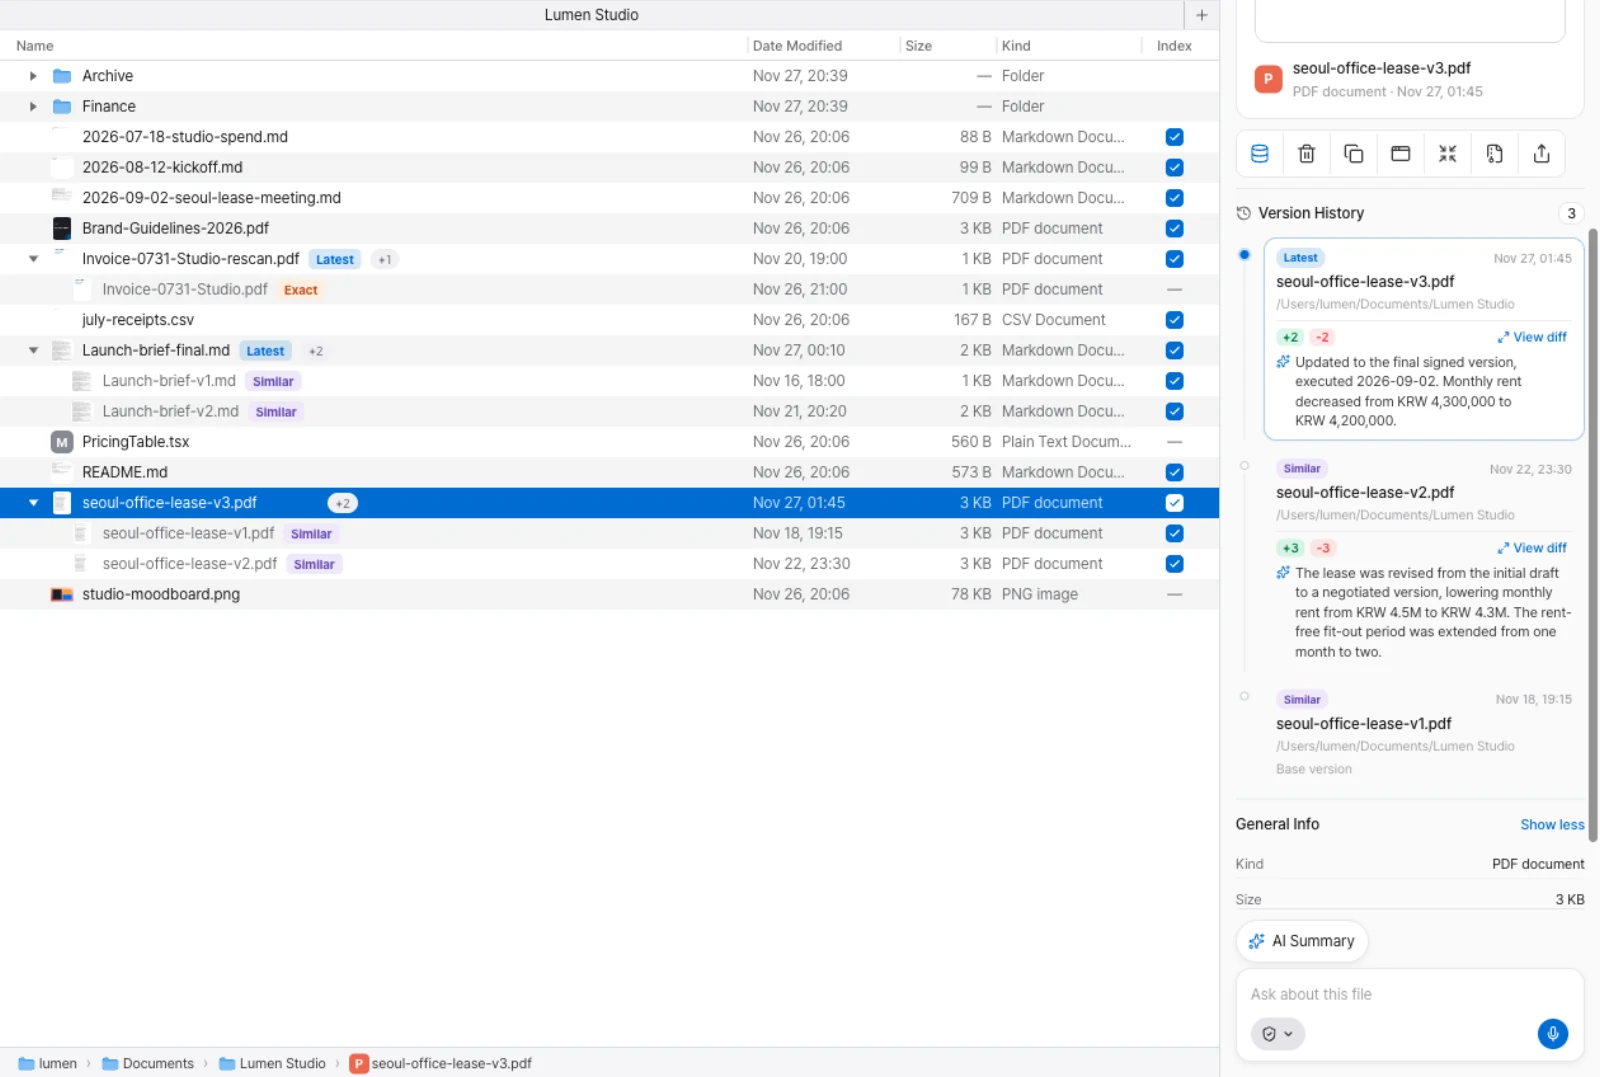 Lumen Studio
Name Date Modified Size Kind Index
Archive Nov 27, 20:39 — Folder
Finance Nov 27, 20:39 — Folder
2026-07-18-studio-spend.md Nov 26, 20:06 88 B Markdown Docu...
2026-08-12-kickoff.md Nov 26, 20:06 99 B Markdown Docu...
2026-09-02-seoul-lease-meeting.md Nov 26, 20:06 709 B Markdown Docu...
Brand-Guidelines-2026.pdf Nov 26, 20:06 3 KB PDF document
Invoice-0731-Studio-rescan.pdf Latest +1 Nov 20, 19:00 1 KB PDF document
Invoice-0731-Studio.pdf Exact Nov 26, 21:00 1 KB PDF document —
july-receipts.csv Nov 26, 20:06 167 B CSV Document
Launch-brief-final.md Latest +2 Nov 27, 00:10 2 KB Markdown Docu...
Launch-brief-v1.md Similar Nov 16, 18:00 1 KB Markdown Docu...
Launch-brief-v2.md Similar Nov 21, 20:20 2 KB Markdown Docu...
M PricingTable.tsx Nov 26, 20:06 560 B Plain Text Docum... —
README.md Nov 26, 20:06 573 B Markdown Docu...
seoul-office-lease-v3.pdf +2 Nov 27, 01:45 3 KB PDF document
seoul-office-lease-v1.pdf Similar Nov 18, 19:15 3 KB PDF document
seoul-office-lease-v2.pdf Similar Nov 22, 23:30 3 KB PDF document
studio-moodboard.png Nov 26, 20:06 78 KB PNG image —
lumen › Documents › Lumen Studio › P seoul-office-lease-v3.pdf
P seoul-office-lease-v3.pdf
PDF document · Nov 27, 01:45
Version History 3
Latest Nov 27, 01:45
seoul-office-lease-v3.pdf
/Users/lumen/Documents/Lumen Studio
+2 -2 View diff
Updated to the final signed version,
executed 2026-09-02. Monthly rent
decreased from KRW 4,300,000 to
KRW 4,200,000.
Similar Nov 22, 23:30
seoul-office-lease-v2.pdf
/Users/lumen/Documents/Lumen Studio
+3 -3 View diff
The lease was revised from the initial draft
to a negotiated version, lowering monthly
rent from KRW 4.5M to KRW 4.3M. The rent-
free fit-out period was extended from one
month to two.
Similar Nov 18, 19:15
seoul-office-lease-v1.pdf
/Users/lumen/Documents/Lumen Studio
Base version
General Info Show less
Kind PDF document
Size 3 KB
AI Summary
Ask about this file